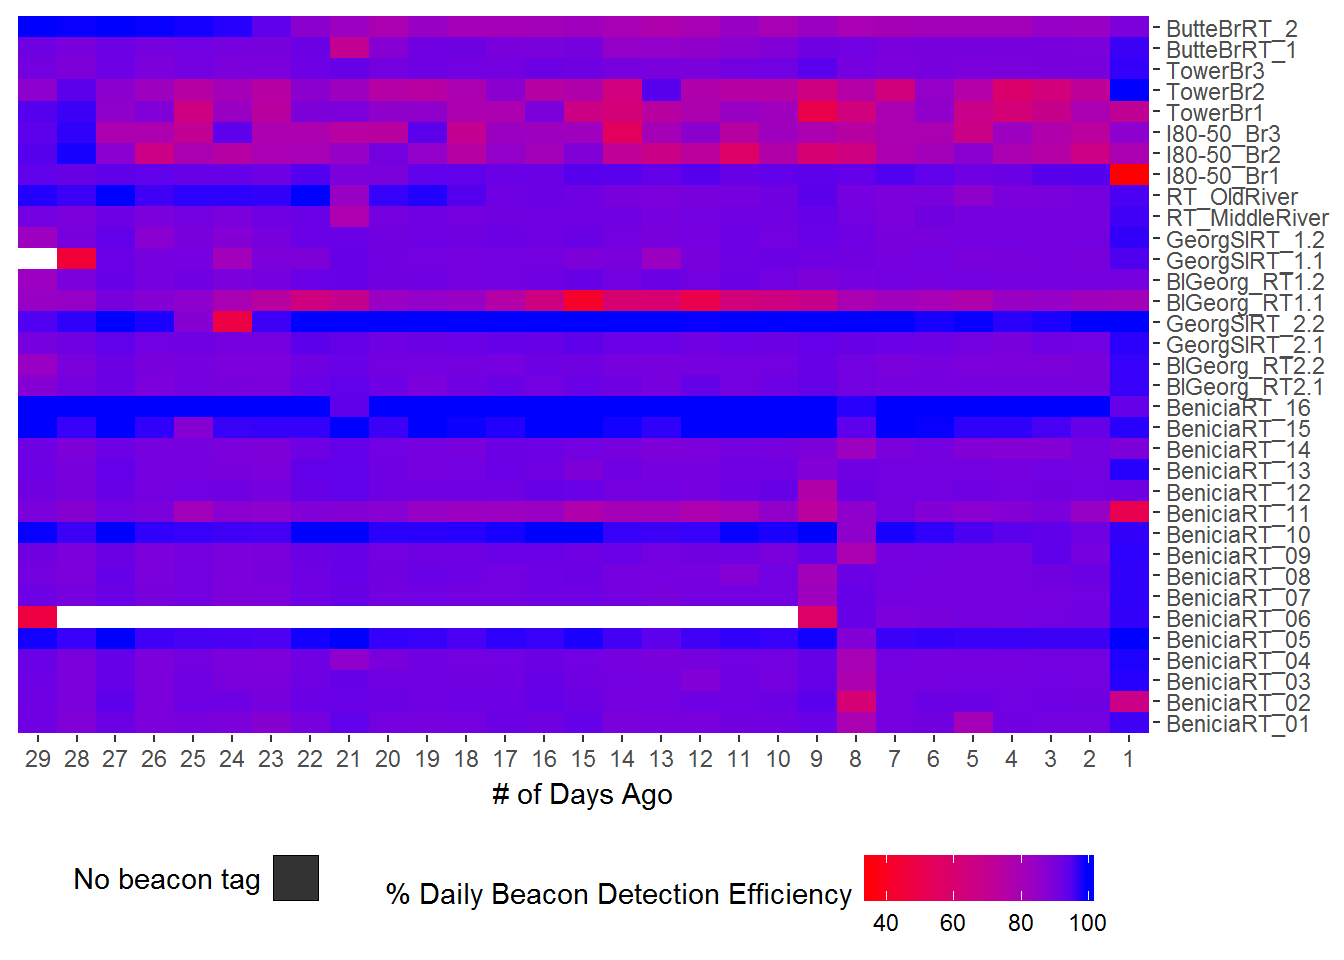 ButteBrRT_2
ButteBrRT_1
TowerBr3
TowerBr2
TowerBr1
I80-50_Br3
I80-50_Br2
I80-50_Br1
RT_OldRiver
RT_MiddleRiver
GeorgSlRT_1.2
GeorgSlRT_1.1
BlGeorg_RT1.2
BlGeorg_RT1.1
GeorgSlRT_2.2
GeorgSlRT_2.1
BlGeorg_RT2.2
BlGeorg_RT2.1
BeniciaRT_16
BeniciaRT_15
BeniciaRT_14
BeniciaRT_13
BeniciaRT_12
BeniciaRT_11
BeniciaRT_10
BeniciaRT_09
BeniciaRT_08
BeniciaRT_07
BeniciaRT_06
BeniciaRT_05
BeniciaRT_04
BeniciaRT_03
BeniciaRT_02
BeniciaRT_01
29 28 27 26 25 24 23 22 21 20 19 18 17 16 15 14 13 12 11 10 9 8 7 6 5 4 3 2 1
# of Days Ago
No beacon tag
% Daily Beacon Detection Efficiency
40 60 80 100